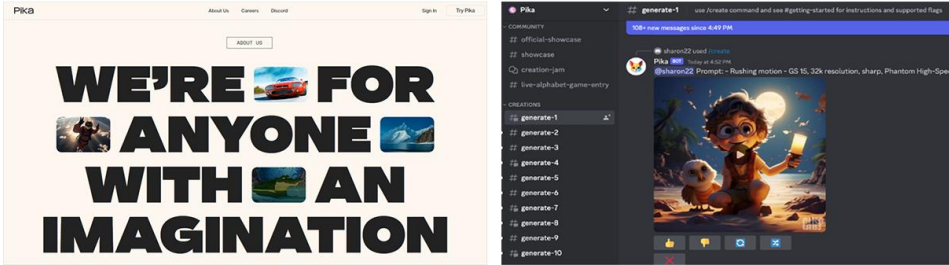 Pika
About Us Careers Discord
Sign In Try Pika
ABOUT US
WE'RE FOR
ANYONE
WITH AN
IMAGINATION
Pika
COMMUNITY
official-showcase
showcase
creation-jam
live-alphabet-game-entry
CREATIONS
generate-1
generate-2
generate-3
generate-4
generate-5
generate-6
generate-7
generate-8
generate-9
generate-10
generate-1 use /create command and see #getting-started for instructions and supported flags
108+ new messages since 4:49 PM
sharon22 used /create
Pika BOT Today at 4:52 PM
@sharon22 Prompt: - Rushing motion - GS 15, 32k resolution, sharp, Phantom High-Spe